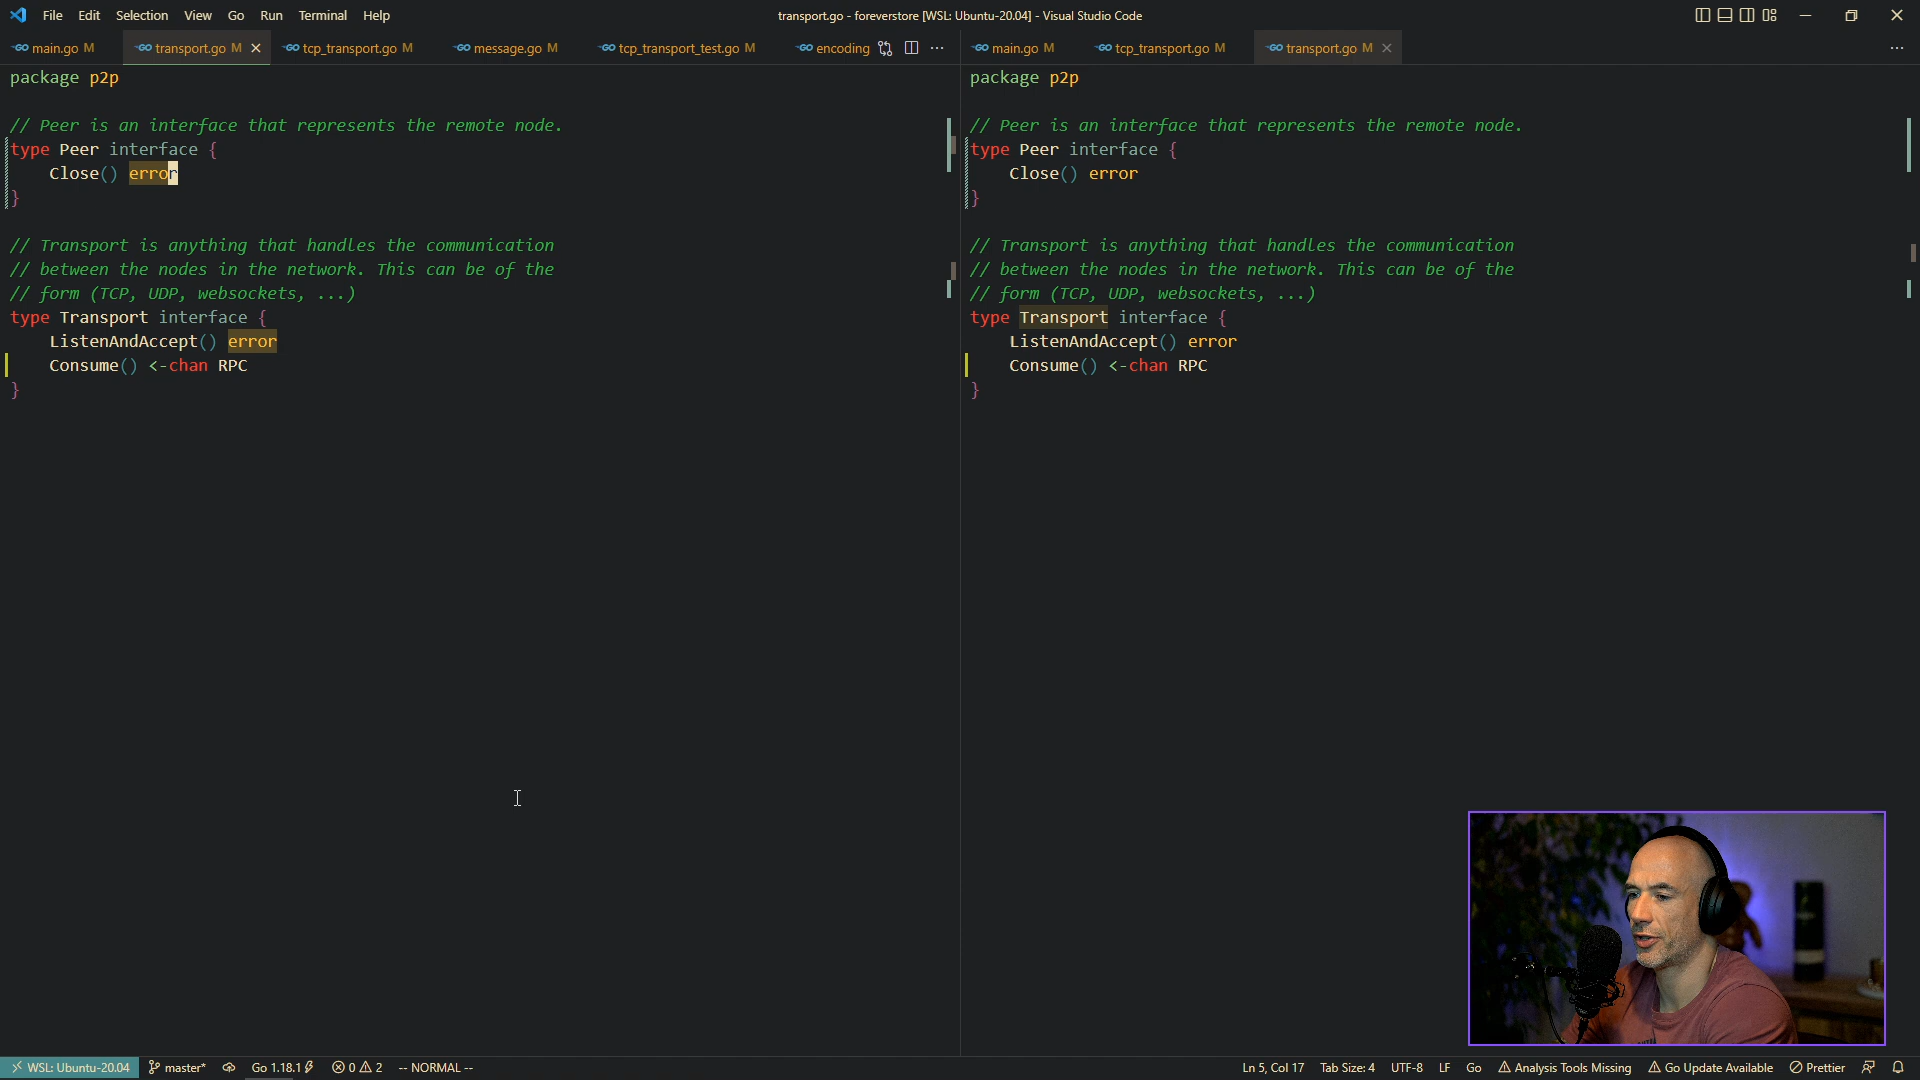 File Edit Selection View Go Run Terminal Help
transport.go - foreverstore [WSL: Ubuntu-20.04] - Visual Studio Code
main.go M
transport.go M
tcp_transport.go M
message.go M
tcp_transport_test.go M
encoding
package p2p
// Peer is an interface that represents the remote node.
type Peer interface {
Close() error
}
// Transport is anything that handles the communication
// between the nodes in the network. This can be of the
// form (TCP, UDP, websockets, ...)
type Transport interface {
ListenAndAccept() error
Consume() <-chan RPC
}
main.go M
tcp_transport.go M
transport.go M
package p2p
// Peer is an interface that represents the remote node.
type Peer interface {
Close() error
}
// Transport is anything that handles the communication
// between the nodes in the network. This can be of the
// form (TCP, UDP, websockets, ...)
type Transport interface {
ListenAndAccept() error
Consume() <-chan RPC
}
WSL: Ubuntu-20.04 master* Go 1.18.1 0 2 -- NORMAL --
Ln 5, Col 17 Tab Size: 4 UTF-8 LF Go Analysis Tools Missing Go Update Available Prettier